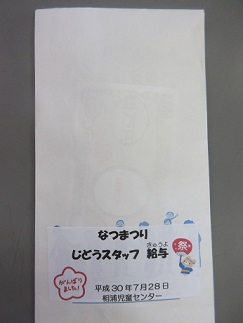 なつまつり
きゅうよ
じどうスタッフ 給与
祭
がんばり
ました!
平成30年7月28日
相浦児童センター